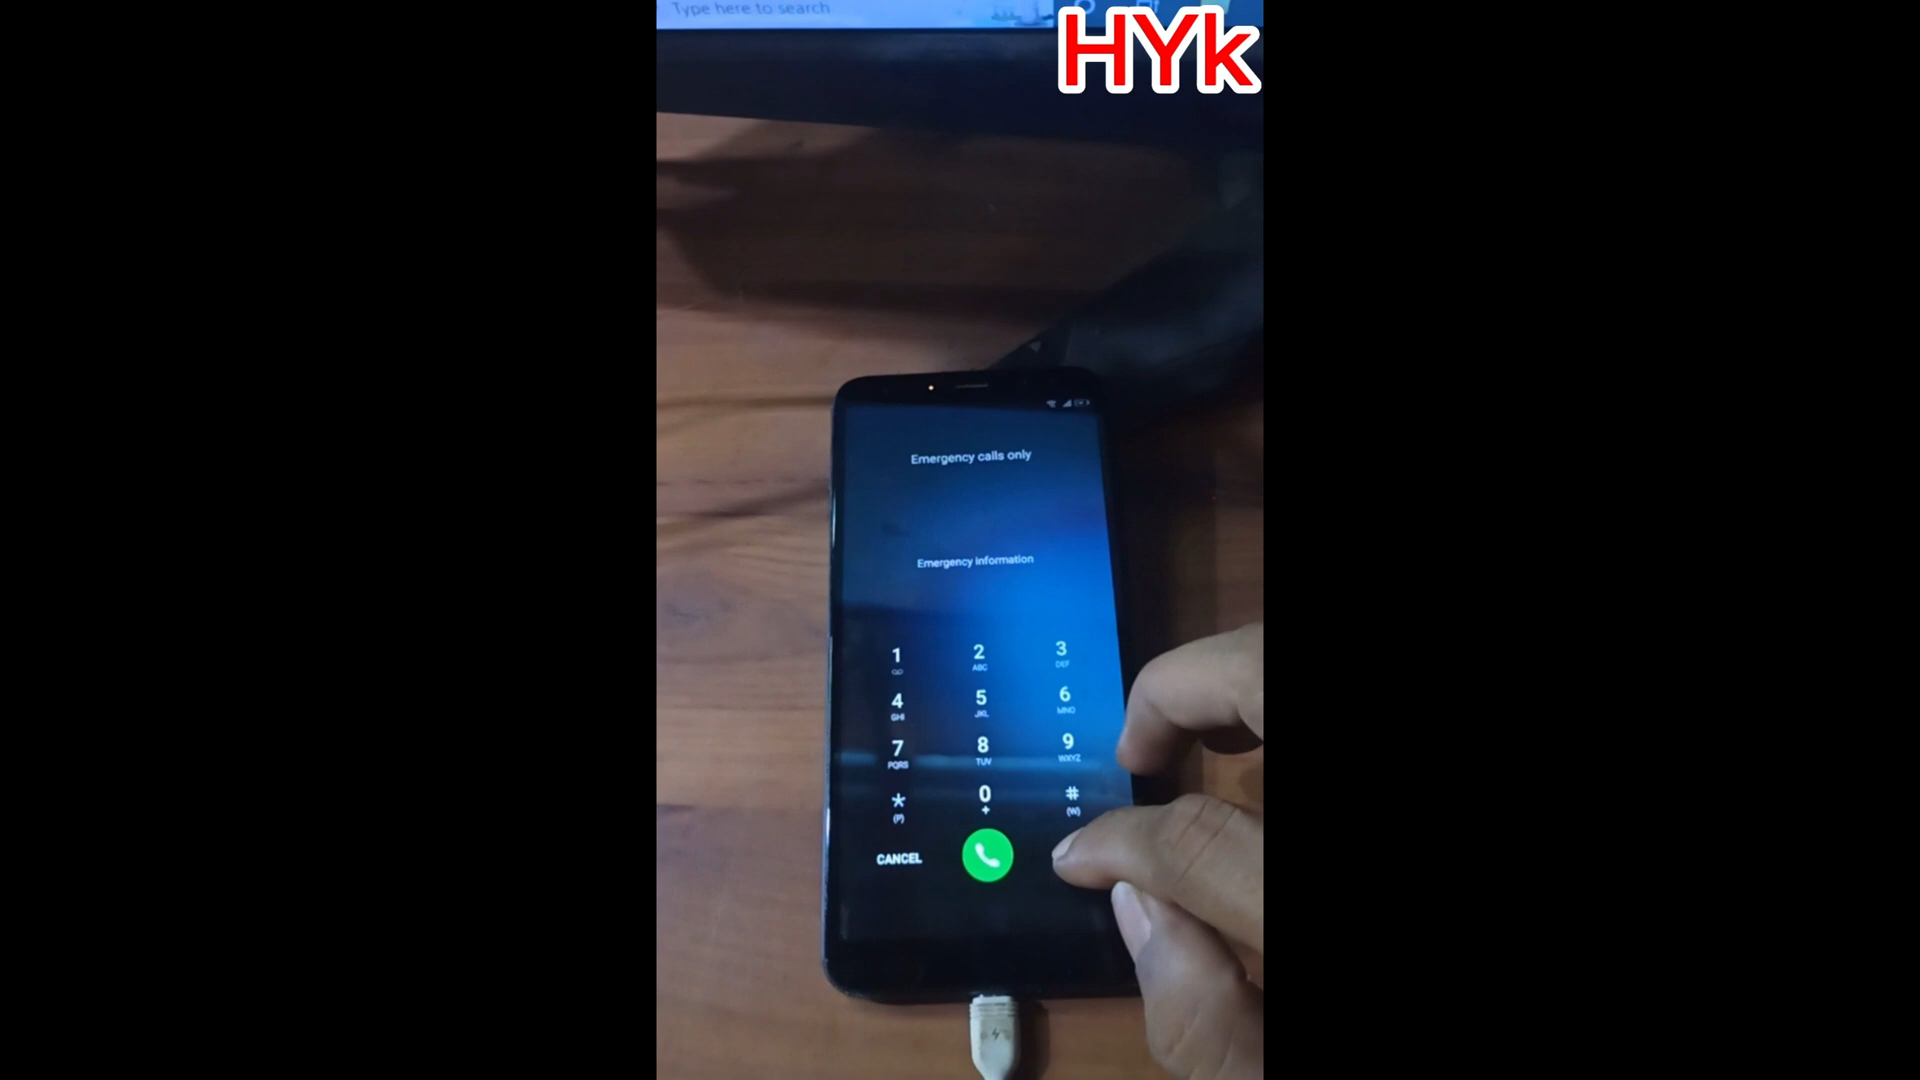 Type here to search
HYk
Emergency calls only
Emergency information
1 2 3
ABC DEF
4 5 6
GHI JKL MNO
7 8 9
PQRS TUV WXYZ
* 0 #
(P) + (W)
CANCEL